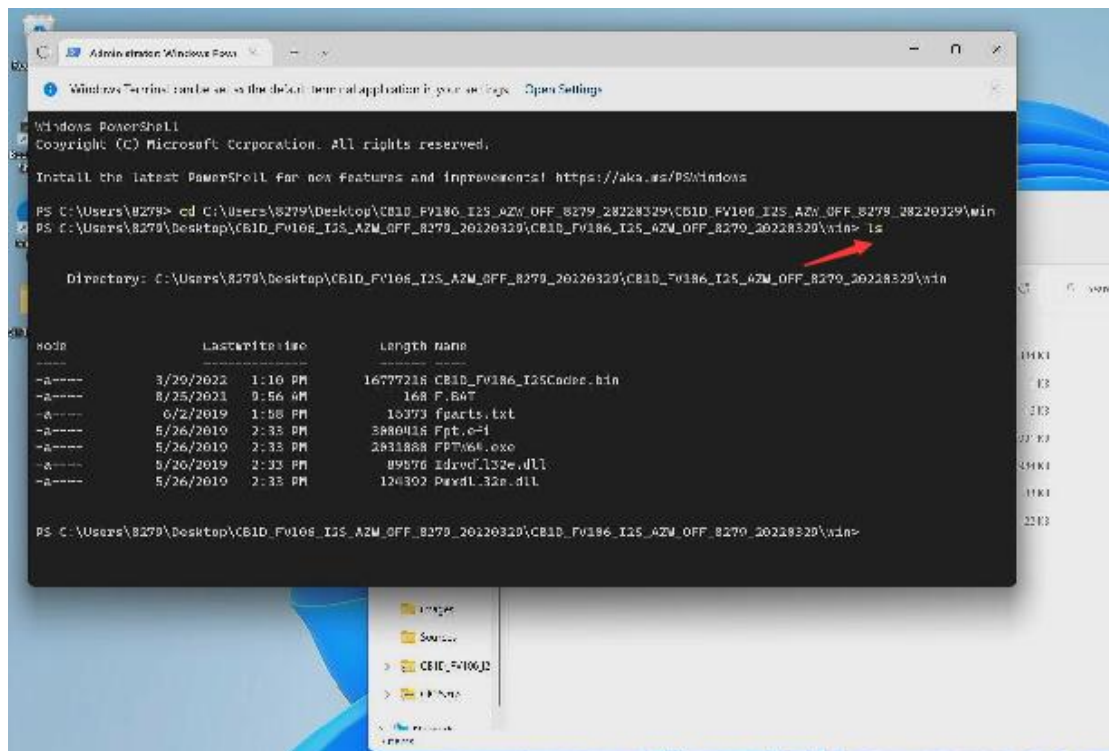 Administrator: Windows Powe
Windows Terminal can be set as the default terminal application in your settings. Open Settings
Windows PowerShell
Copyright (C) Microsoft Corporation. All rights reserved.
Install the latest PowerShell for new features and improvements! https://aka.ms/PSWindows
PS C:\Users\8279> cd C:\Users\8279\Desktop\CB1D_FV106_I2S_AZW_OFF_8279_20220329\CB1D_FV106_I2S_AZW_OFF_8279_20220329\win
PS C:\Users\8279\Desktop\CB1D_FV106_I2S_AZW_OFF_8279_20220329\CB1D_FV106_I2S_AZW_OFF_8279_20220329\win> ls
Directory: C:\Users\8279\Desktop\CB1D_FV106_I2S_AZW_OFF_8279_20220329\CB1D_FV106_I2S_AZW_OFF_8279_20220329\win
Mode LastWriteTime Length Name
---- ------------- ------ ----
-a---- 3/29/2022 1:10 PM 16777216 CB1D_FV106_I2SCodec.bin
-a---- 8/25/2021 9:56 AM 160 F.BAT
-a---- 6/2/2019 1:58 PM 16373 fparts.txt
-a---- 5/26/2019 2:33 PM Fpt.efi
-a---- 5/26/2019 2:33 PM FPTW64.exe
-a---- 5/26/2019 2:33 PM 89576 Idrvdll32e.dll
-a---- 5/26/2019 2:33 PM 124392 Pmxdll32e.dll
PS C:\Users\8279\Desktop\CB1D_FV106_I2S_AZW_OFF_8279_20220329\CB1D_FV106_I2S_AZW_OFF_8279_20220329\win>
images
Sources
CB1D_FV106_I2